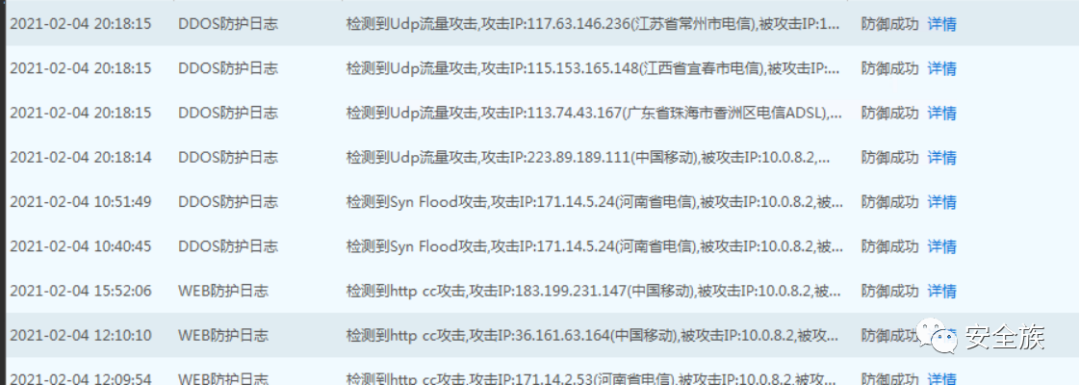 2021-02-04 20:18:15 DDOS防护日志 检测到Udp流量攻击,攻击IP:117.63.146.236(江苏省常州市电信),被攻击IP:1... 防御成功 详情
2021-02-04 20:18:15 DDOS防护日志 检测到Udp流量攻击,攻击IP:115.153.165.148(江西省宜春市电信),被攻击IP:... 防御成功 详情
2021-02-04 20:18:15 DDOS防护日志 检测到Udp流量攻击,攻击IP:113.74.43.167(广东省珠海市香洲区电信ADSL),... 防御成功 详情
2021-02-04 20:18:14 DDOS防护日志 检测到Udp流量攻击,攻击IP:223.89.189.111(中国移动),被攻击IP:10.0.8.2,... 防御成功 详情
2021-02-04 10:51:49 DDOS防护日志 检测到Syn Flood攻击,攻击IP:171.14.5.24(河南省电信),被攻击IP:10.0.8.2,被... 防御成功 详情
2021-02-04 10:40:45 DDOS防护日志 检测到Syn Flood攻击,攻击IP:171.14.5.24(河南省电信),被攻击IP:10.0.8.2,被... 防御成功 详情
2021-02-04 15:52:06 WEB防护日志 检测到http cc攻击,攻击IP:183.199.231.147(中国移动),被攻击IP:10.0.8.2,被... 防御成功 详情
2021-02-04 12:10:10 WEB防护日志 检测到http cc攻击,攻击IP:36.161.63.164(中国移动),被攻击IP:10.0.8.2,被攻... 防御成功
安全族
2021-02-04 12:09:54 WEB防护日志 检测到http cc攻击,攻击IP:171.14.2.53(河南省电信),被攻击IP:10.0.8.2,被... 防御成功 详情